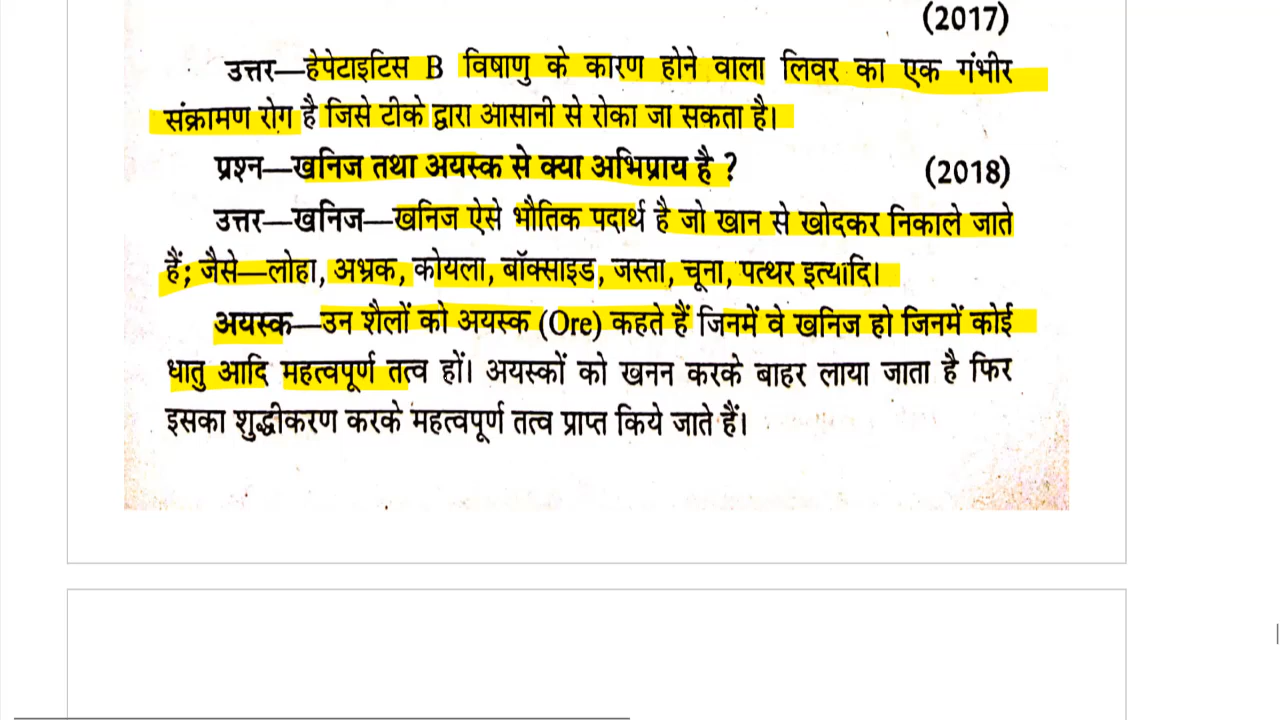 (2017)
उत्तर—हेपेटाइटिस B विषाणु के कारण होने वाला लिवर का एक गंभीर
संक्रामण रोग है जिसे टीके द्वारा आसानी से रोका जा सकता है।
प्रश्न—खनिज तथा अयस्क से क्या अभिप्राय है ? (2018)
उत्तर—खनिज—खनिज ऐसे भौतिक पदार्थ है जो खान से खोदकर निकाले जाते
हैं; जैसे—लोहा, अभ्रक, कोयला, बॉक्साइड, जस्ता, चूना, पत्थर इत्यादि।
अयस्क—उन शैलों को अयस्क (Ore) कहते हैं जिनमें वे खनिज हो जिनमें कोई
धातु आदि महत्वपूर्ण तत्व हों। अयस्कों को खनन करके बाहर लाया जाता है फिर
इसका शुद्धीकरण करके महत्वपूर्ण तत्व प्राप्त किये जाते हैं।